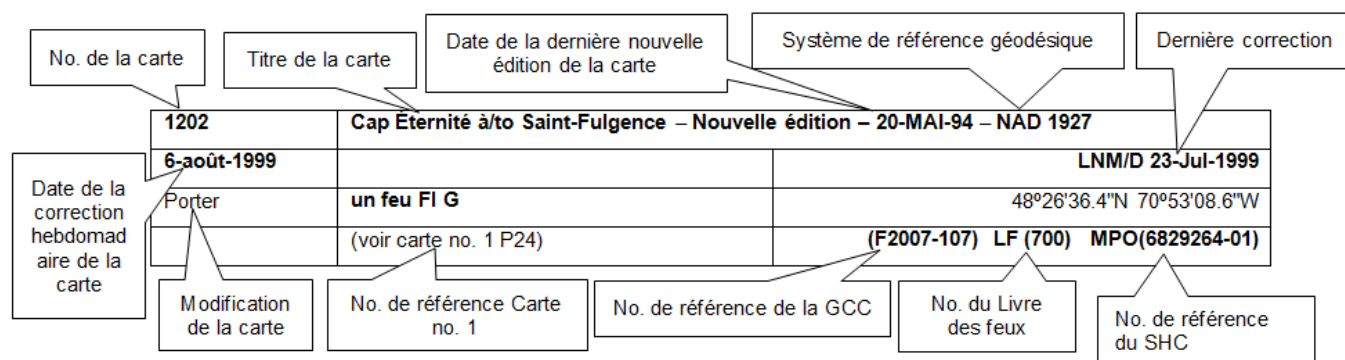 No. de la carte
Titre de la carte
Date de la dernière nouvelle
édition de la carte
Système de référence géodésique
Dernière correction
1202 Cap Éternité à/to Saint-Fulgence – Nouvelle édition – 20-MAI-94 – NAD 1927
6-août-1999 LNM/D 23-Jul-1999
Porter un feu Fl G 48º26'36.4"N 70º53'08.6"W
(voir carte no. 1 P24) (F2007-107) LF (700) MPO(6829264-01)
Date de la
correction
hebdomad
aire de la
carte
Modification
de la carte
No. de référence Carte
no. 1
No. de référence de la GCC
No. du Livre
des feux
No. de référence
du SHC